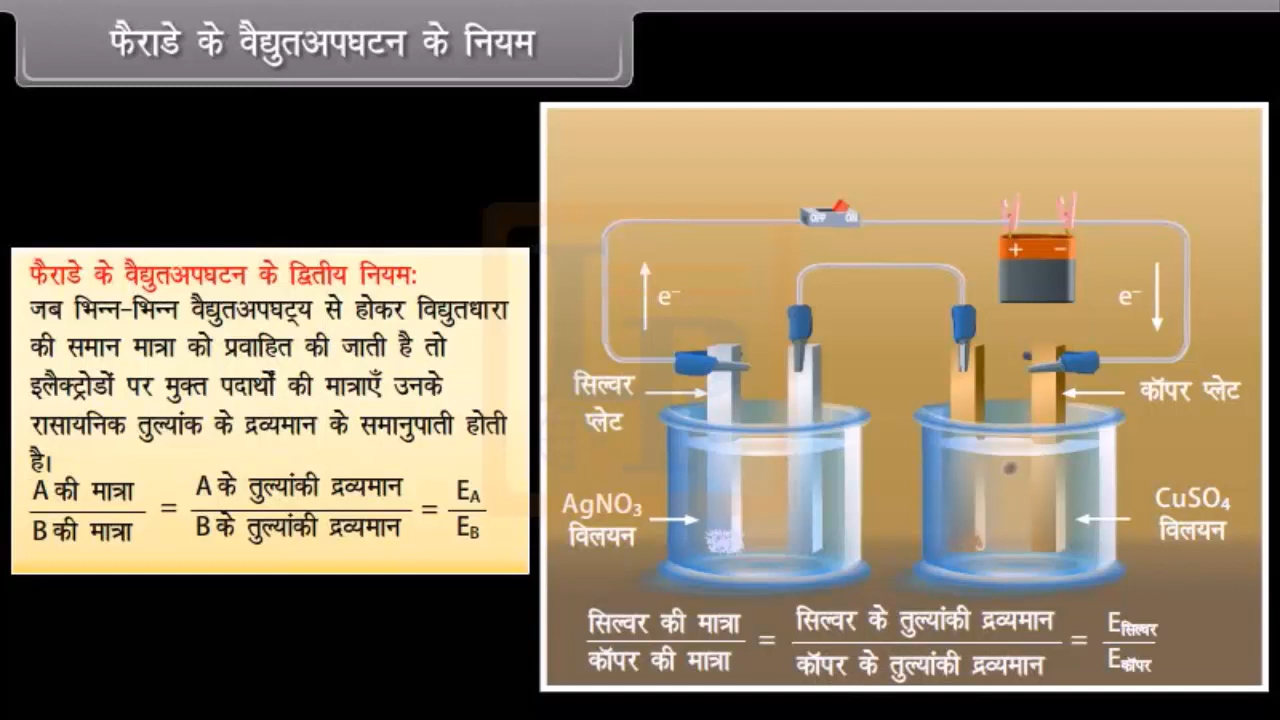 फैराडे के वैद्युतअपघटन के नियम
फैराडे के वैद्युतअपघटन के द्वितीय नियम:
जब भिन्न-भिन्न वैद्युतअपघट्य से होकर विद्युतधारा
की समान मात्रा को प्रवाहित की जाती है तो
इलैक्ट्रोडों पर मुक्त पदार्थों की मात्राएँ उनके
रासायनिक तुल्यांक के द्रव्यमान के समानुपाती होती
है।
A की मात्रा / B की मात्रा = A के तुल्यांकी द्रव्यमान / B के तुल्यांकी द्रव्यमान = E_A / E_B
OFF ON
+ −
e⁻
e⁻
सिल्वर
प्लेट
कॉपर प्लेट
AgNO₃
विलयन
CuSO₄
विलयन
सिल्वर की मात्रा / कॉपर की मात्रा = सिल्वर के तुल्यांकी द्रव्यमान / कॉपर के तुल्यांकी द्रव्यमान = E_सिल्वर / E_कॉपर